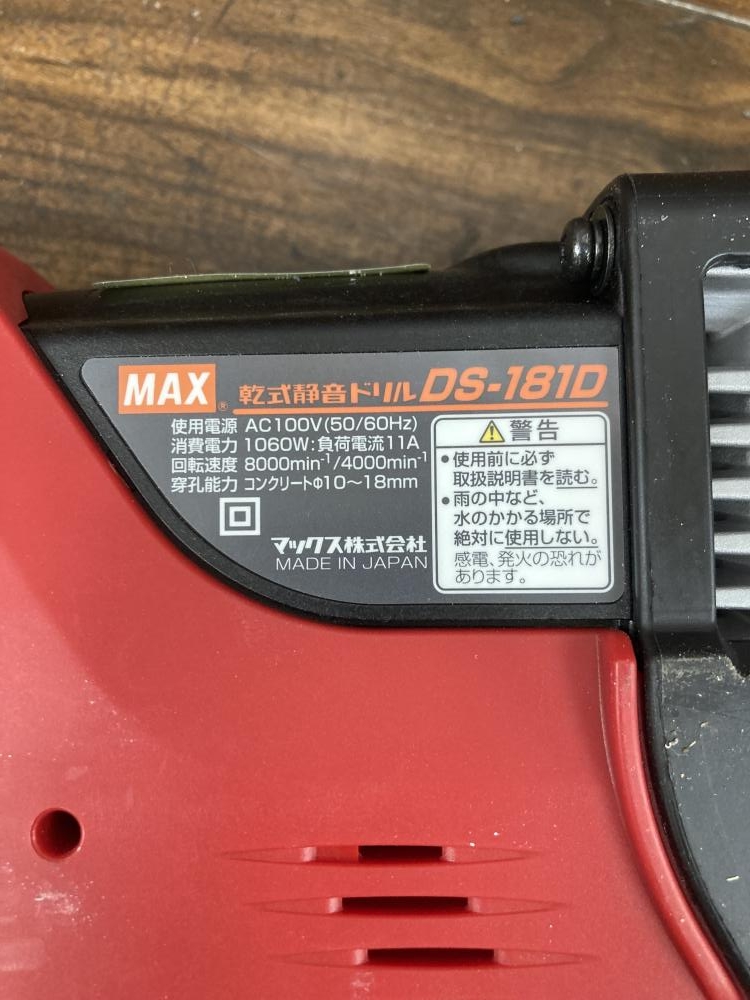 MAX® 乾式静音ドリル DS-181D
使用電源 AC100V(50/60Hz)
消費電力 1060W:負荷電流11A
回転速度 8000min⁻¹/4000min⁻¹
穿孔能力 コンクリートΦ10〜18mm
マックス株式会社
MADE IN JAPAN
警告
•使用前に必ず
取扱説明書を読む。
•雨の中など、
水のかかる場所で
絶対に使用しない。
感電、発火の恐れが
あります。